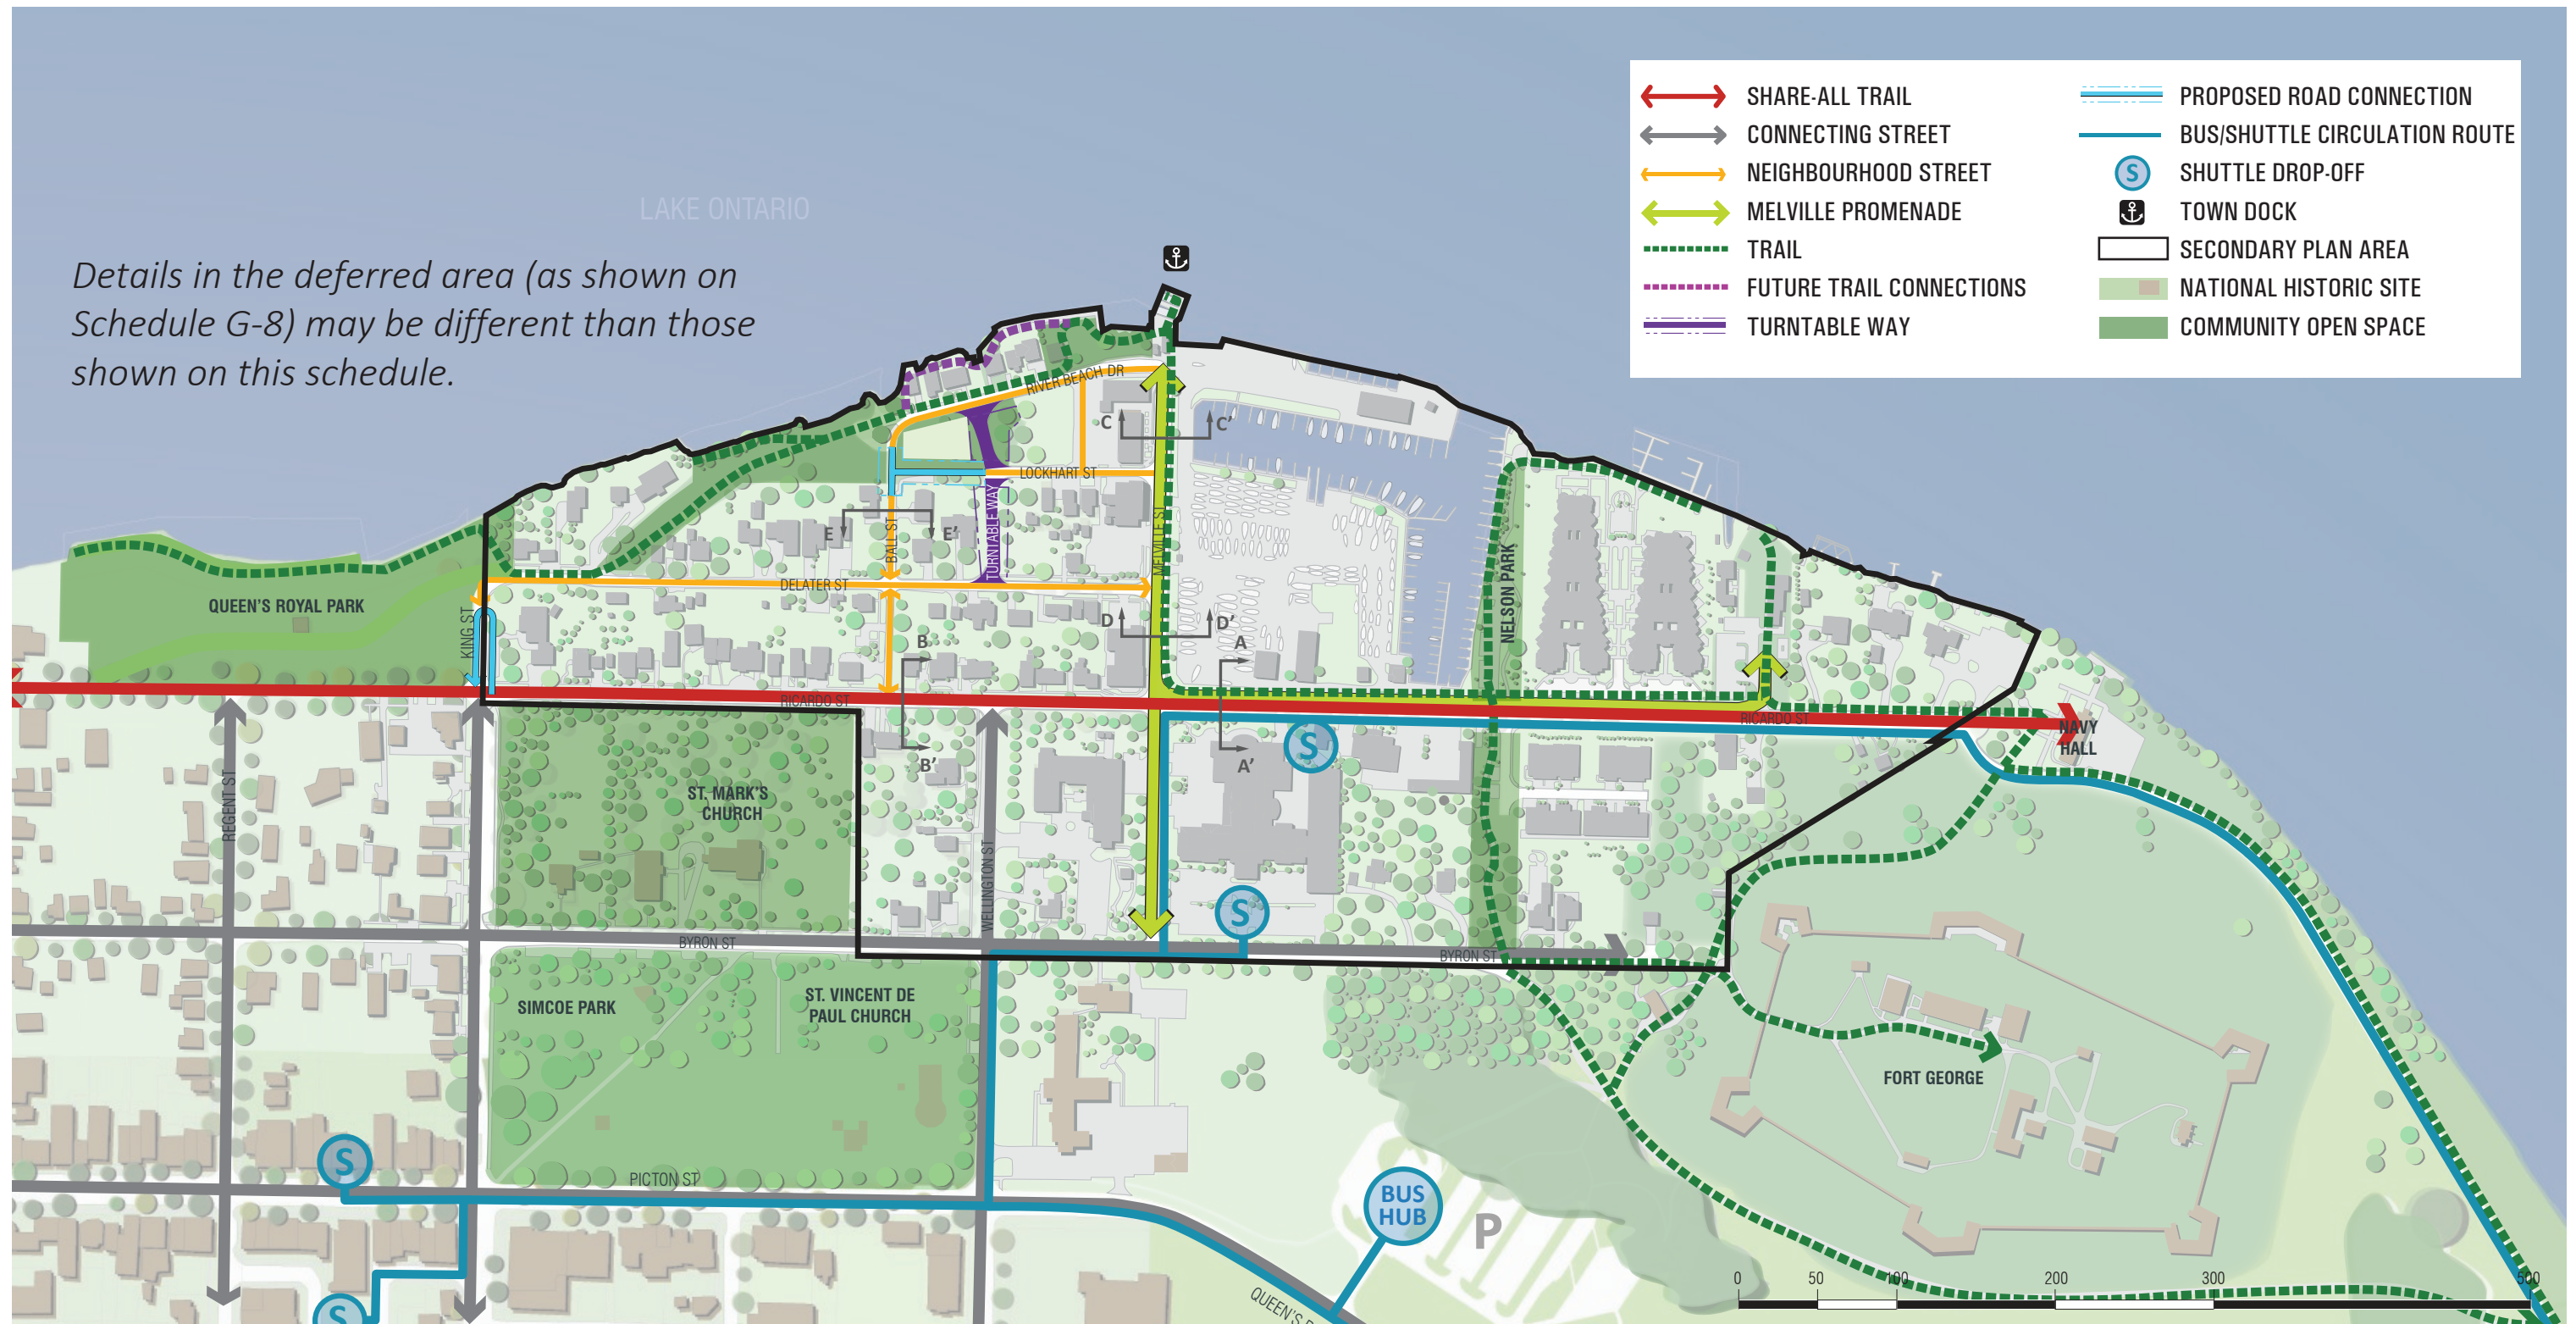 SHARE-ALL TRAIL
CONNECTING STREET
NEIGHBOURHOOD STREET
MELVILLE PROMENADE
TRAIL
FUTURE TRAIL CONNECTIONS
TURNTABLE WAY
PROPOSED ROAD CONNECTION
BUS/SHUTTLE CIRCULATION ROUTE
S
SHUTTLE DROP-OFF
TOWN DOCK
SECONDARY PLAN AREA
NATIONAL HISTORIC SITE
COMMUNITY OPEN SPACE
LAKE ONTARIO
Details in the deferred area (as shown on
Schedule G-8) may be different than those
shown on this schedule.
RIVER BEACH DR
C
C'
LOCKHART ST
E
E'
BALL ST
TURNTABLE WAY
MELVILLE ST
NELSON PARK
DELATER ST
QUEEN'S ROYAL PARK
KING ST
D
D'
B
A
RICARDO ST
RICARDO ST
NAVY
HALL
S
B'
A'
REGENT ST
ST. MARK'S
CHURCH
WELLINGTON ST
S
BYRON ST
BYRON ST
SIMCOE PARK
ST. VINCENT DE
PAUL CHURCH
FORT GEORGE
S
PICTON ST
BUS
HUB
P
S
0
50
100
200
300
500